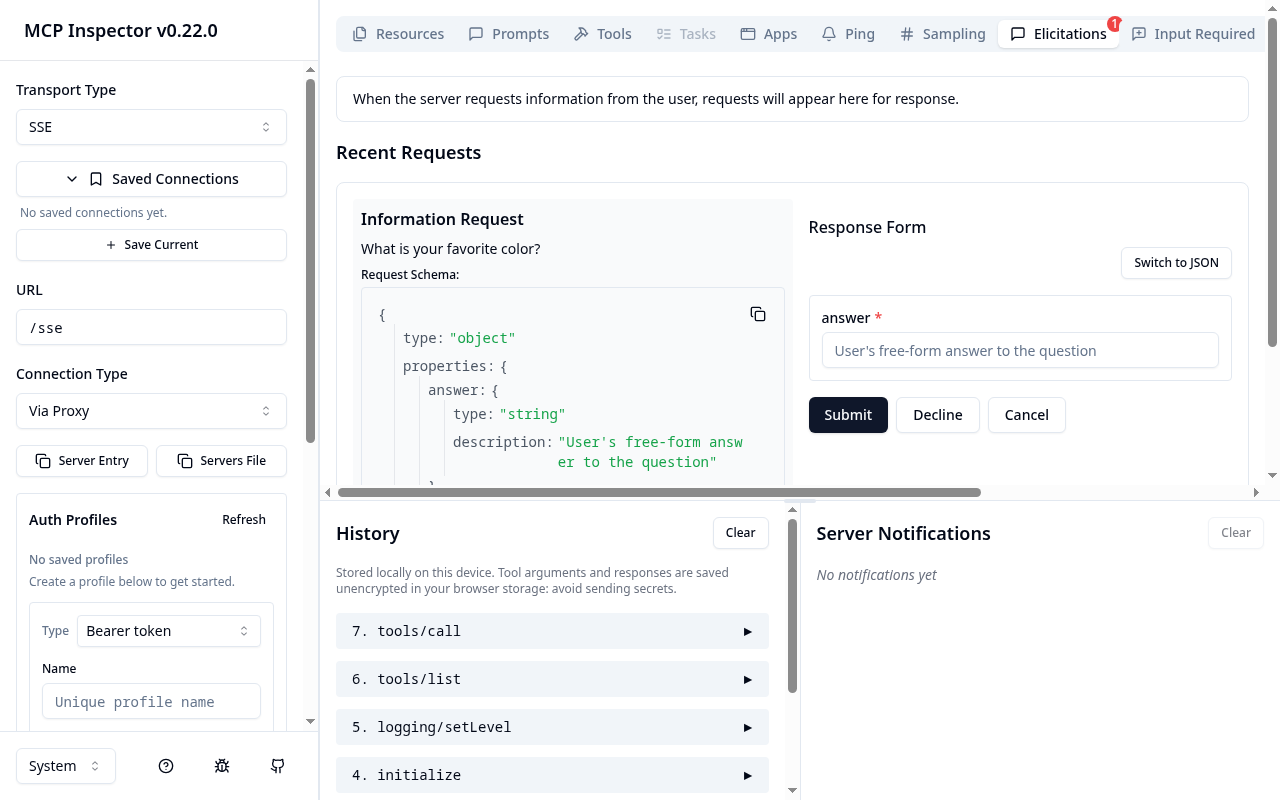 MCP Inspector v0.22.0
Transport Type
SSE
Saved Connections
No saved connections yet.
Save Current
URL
/sse
Connection Type
Via Proxy
Server Entry
Servers File
Auth Profiles
Refresh
No saved profiles
Create a profile below to get started.
Type
Bearer token
Name
Unique profile name
System
Resources
Prompts
Tools
Tasks
Apps
Ping
Sampling
Elicitations
1
Input Required
When the server requests information from the user, requests will appear here for response.
Recent Requests
Information Request
What is your favorite color?
Request Schema:
{
type: "object"
properties: {
answer: {
type: "string"
description: "User's free-form answ
er to the question"
}
Response Form
Switch to JSON
answer *
User's free-form answer to the question
Submit
Decline
Cancel
History
Clear
Stored locally on this device. Tool arguments and responses are saved
unencrypted in your browser storage: avoid sending secrets.
7. tools/call
6. tools/list
5. logging/setLevel
4. initialize
Server Notifications
Clear
No notifications yet